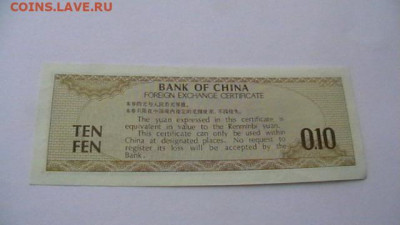 COINS.LAVE.RU
BANK OF CHINA
FOREIGN EXCHANGE CERTIFICATE
TEN
FEN
The yuan expressed in this certificate is
equivalent in value to the Renminbi yuan.
This certificate can only be used within
China at designated places. No request to
register its loss will be accepted by the
Bank.
0.10